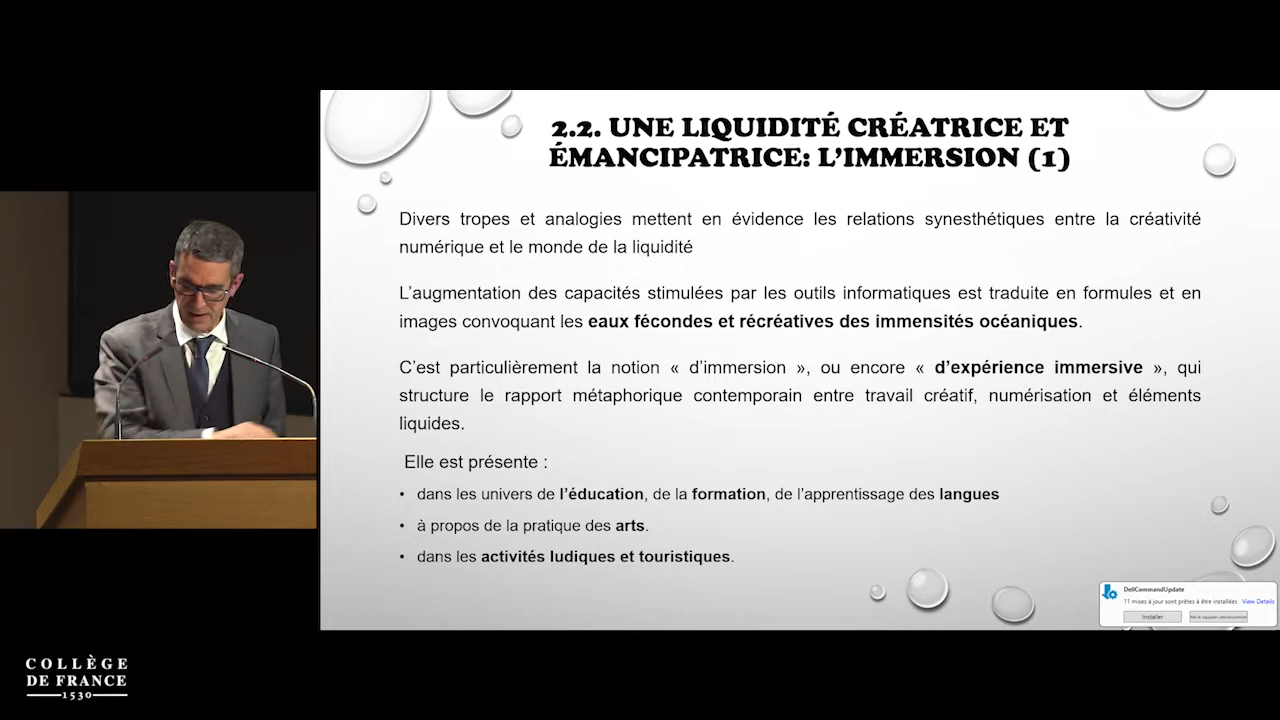 2.2. UNE LIQUIDITÉ CRÉATRICE ET
ÉMANCIPATRICE: L'IMMERSION (1)
Divers tropes et analogies mettent en évidence les relations synesthétiques entre la créativité
numérique et le monde de la liquidité
L'augmentation des capacités stimulées par les outils informatiques est traduite en formules et en
images convoquant les eaux fécondes et récréatives des immensités océaniques.
C'est particulièrement la notion « d'immersion », ou encore « d'expérience immersive », qui
structure le rapport métaphorique contemporain entre travail créatif, numérisation et éléments
liquides.
Elle est présente :
• dans les univers de l'éducation, de la formation, de l'apprentissage des langues
• à propos de la pratique des arts.
• dans les activités ludiques et touristiques.
DellCommandUpdate
11 mises à jour sont prêtes à être installées View Details
Installer Me le rappeler ultérieurement
COLLÈGE
DE FRANCE
1530